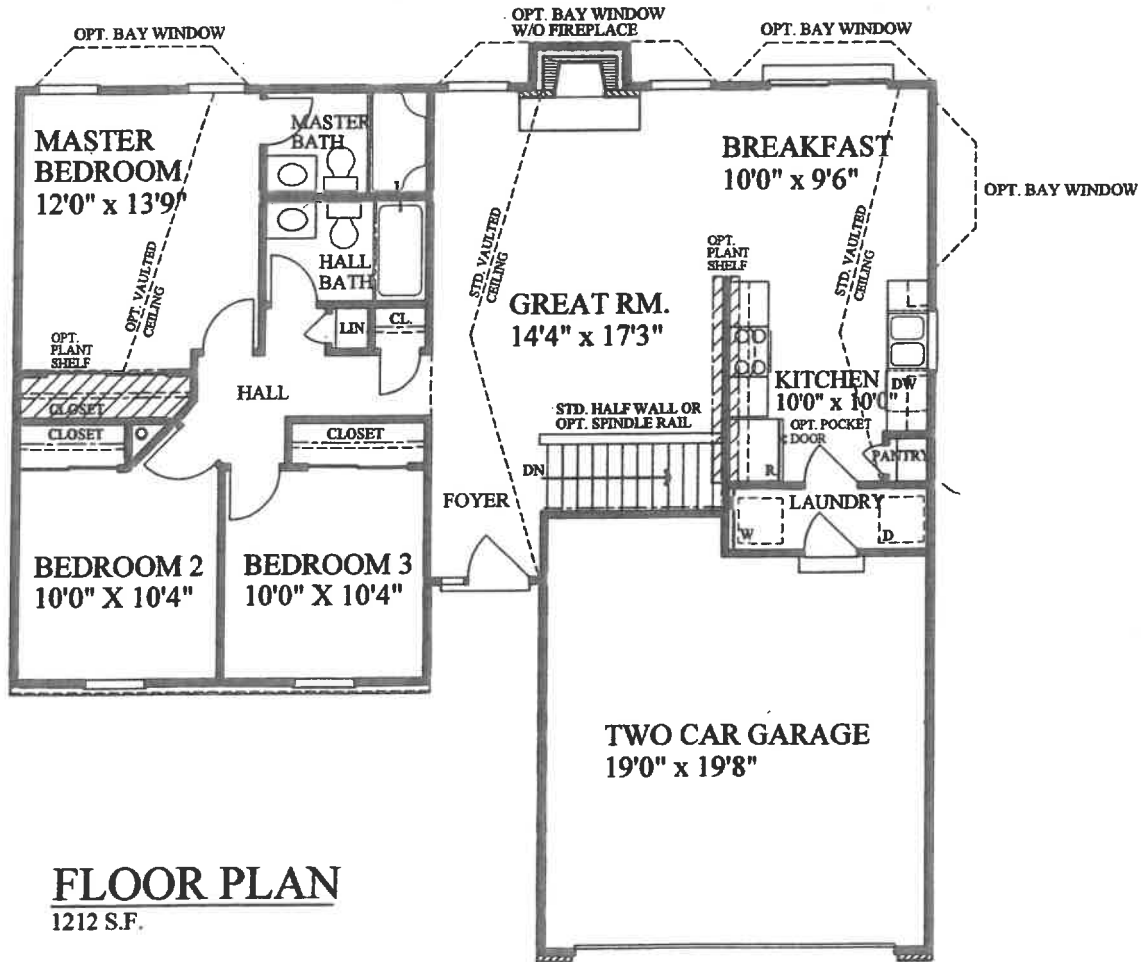 OPT. BAY WINDOW
OPT. BAY WINDOW
W/O FIREPLACE
OPT. BAY WINDOW
MASTER
BEDROOM
12'0" x 13'9"
MASTER
BATH
BREAKFAST
10'0" x 9'6"
OPT. BAY WINDOW
OPT. VAULTED
CEILING
HALL
BATH
STD. VAULTED
CEILING
OPT.
PLANT
SHELF
STD. VAULTED
CEILING
GREAT RM.
14'4" x 17'3"
LIN.
CL.
OPT.
PLANT
SHELF
CLOSET
HALL
KITCHEN
10'0" x 10'0"
DW
STD. HALF WALL OR
OPT. SPINDLE RAIL
OPT. POCKET
DOOR
CLOSET
CLOSET
PANTRY
DN
R.
FOYER
LAUNDRY
W
D
BEDROOM 2
10'0" X 10'4"
BEDROOM 3
10'0" X 10'4"
TWO CAR GARAGE
19'0" x 19'8"
FLOOR PLAN
1212 S.F.